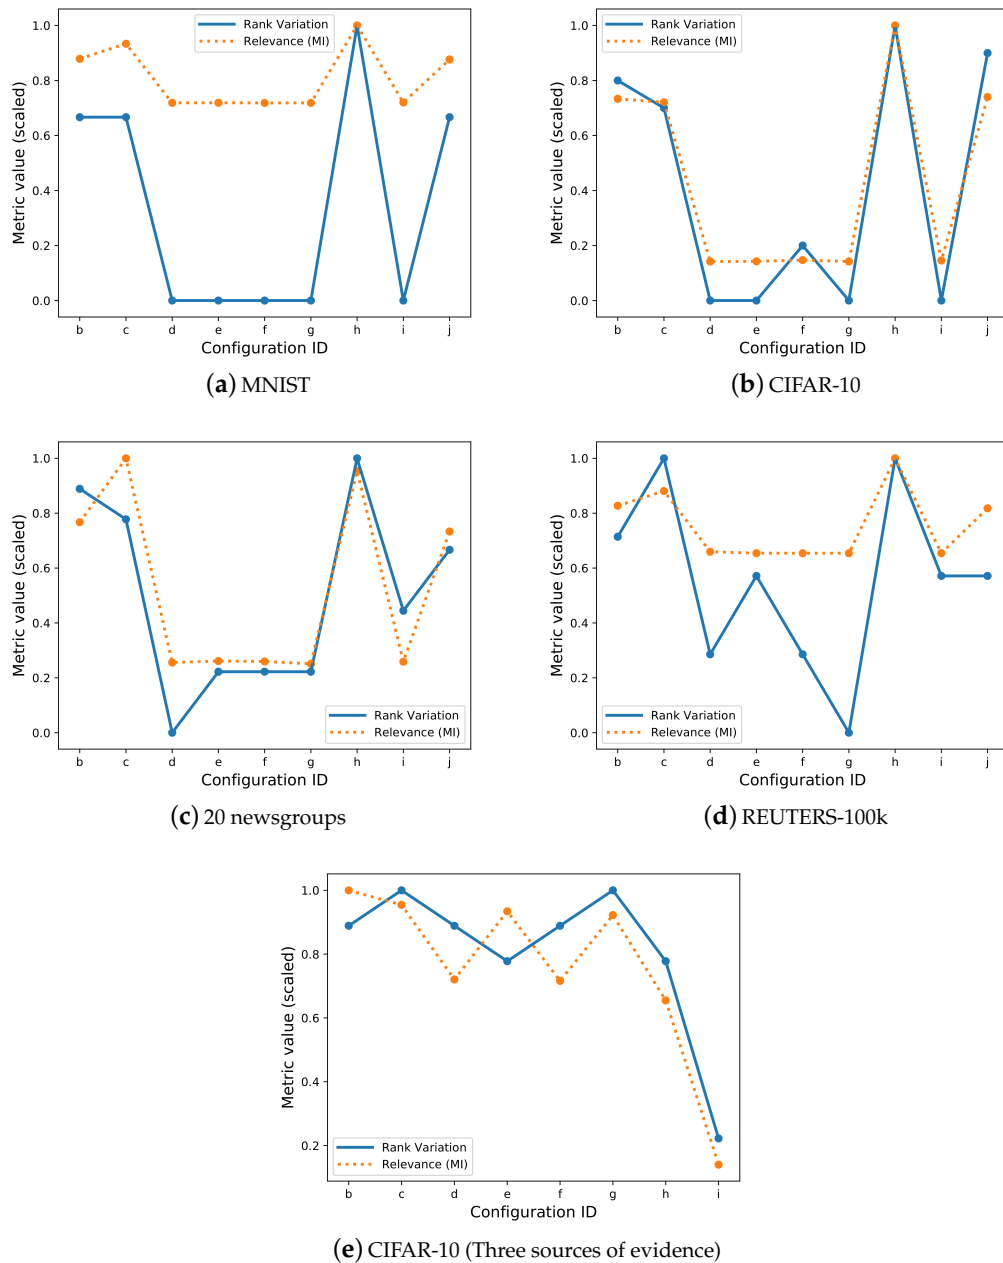 1.0
0.8
0.6
0.4
0.2
0.0
Metric value (scaled)
Rank Variation
Relevance (MI)
b c d e f g h i j
Configuration ID
(a) MNIST
1.0
0.8
0.6
0.4
0.2
0.0
Metric value (scaled)
Rank Variation
Relevance (MI)
b c d e f g h i j
Configuration ID
(b) CIFAR-10
1.0
0.8
0.6
0.4
0.2
0.0
Metric value (scaled)
Rank Variation
Relevance (MI)
b c d e f g h i j
Configuration ID
(c) 20 newsgroups
1.0
0.8
0.6
0.4
0.2
0.0
Metric value (scaled)
Rank Variation
Relevance (MI)
b c d e f g h i j
Configuration ID
(d) REUTERS-100k
1.0
0.8
0.6
0.4
0.2
Metric value (scaled)
Rank Variation
Relevance (MI)
b c d e f g h i
Configuration ID
(e) CIFAR-10 (Three sources of evidence)